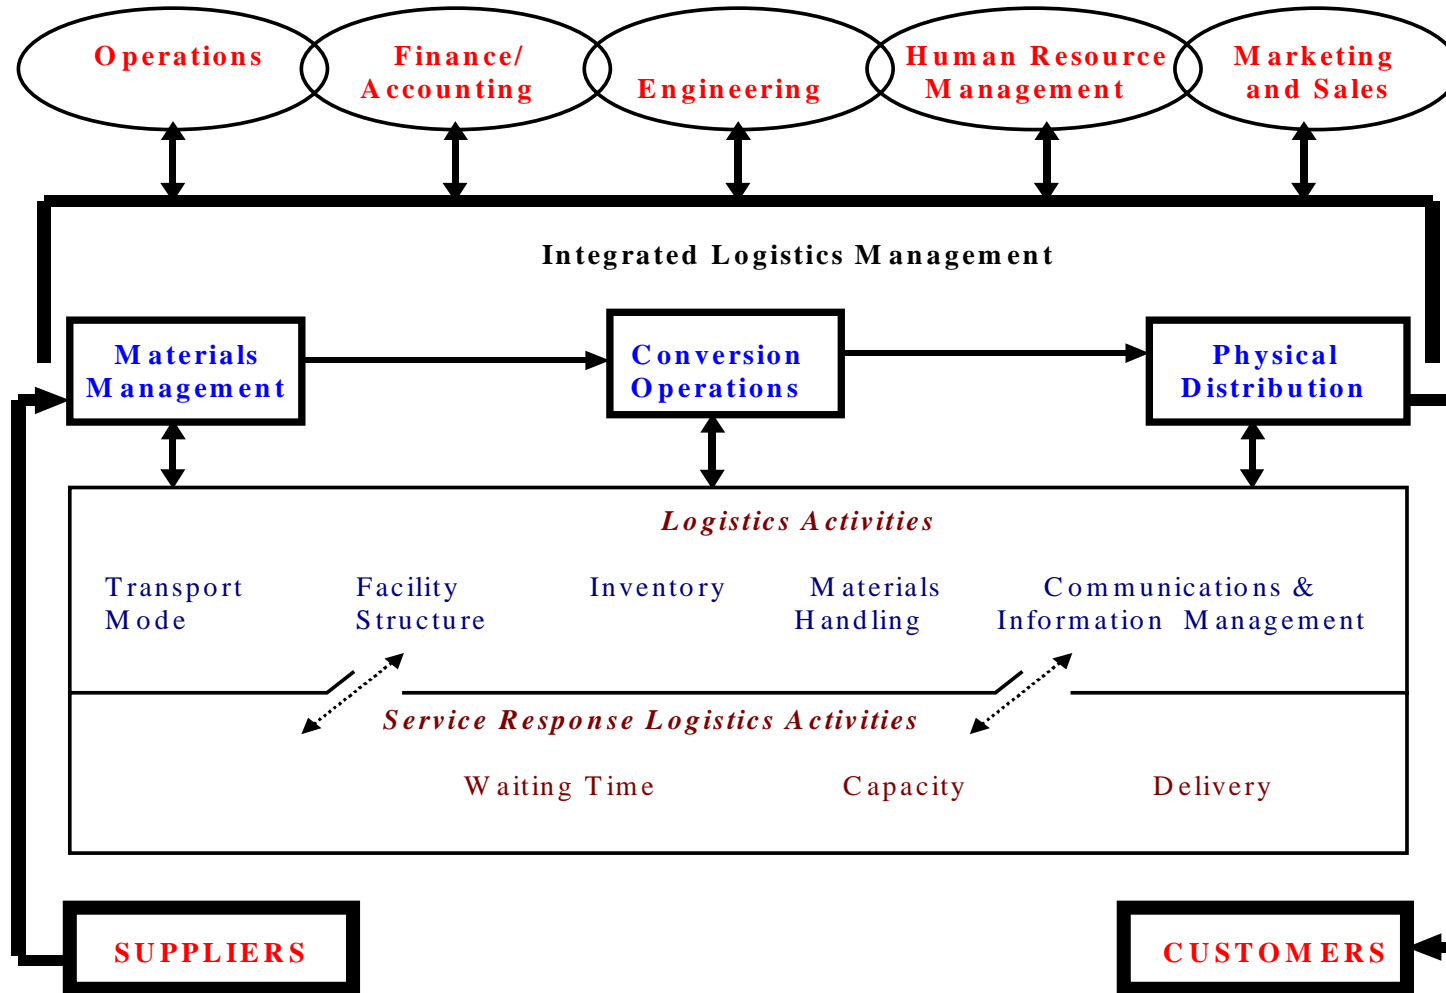 Operations
Finance/
Accounting
Engineering
Human Resource
Management
Marketing
and Sales
Integrated Logistics Management
Materials
Management
Conversion
Operations
Physical
Distribution
Logistics Activities
Transport
Mode
Facility
Structure
Inventory
Materials
Handling
Communications &
Information Management
Service Response Logistics Activities
Waiting Time
Capacity
Delivery
SUPPLIERS
CUSTOMERS